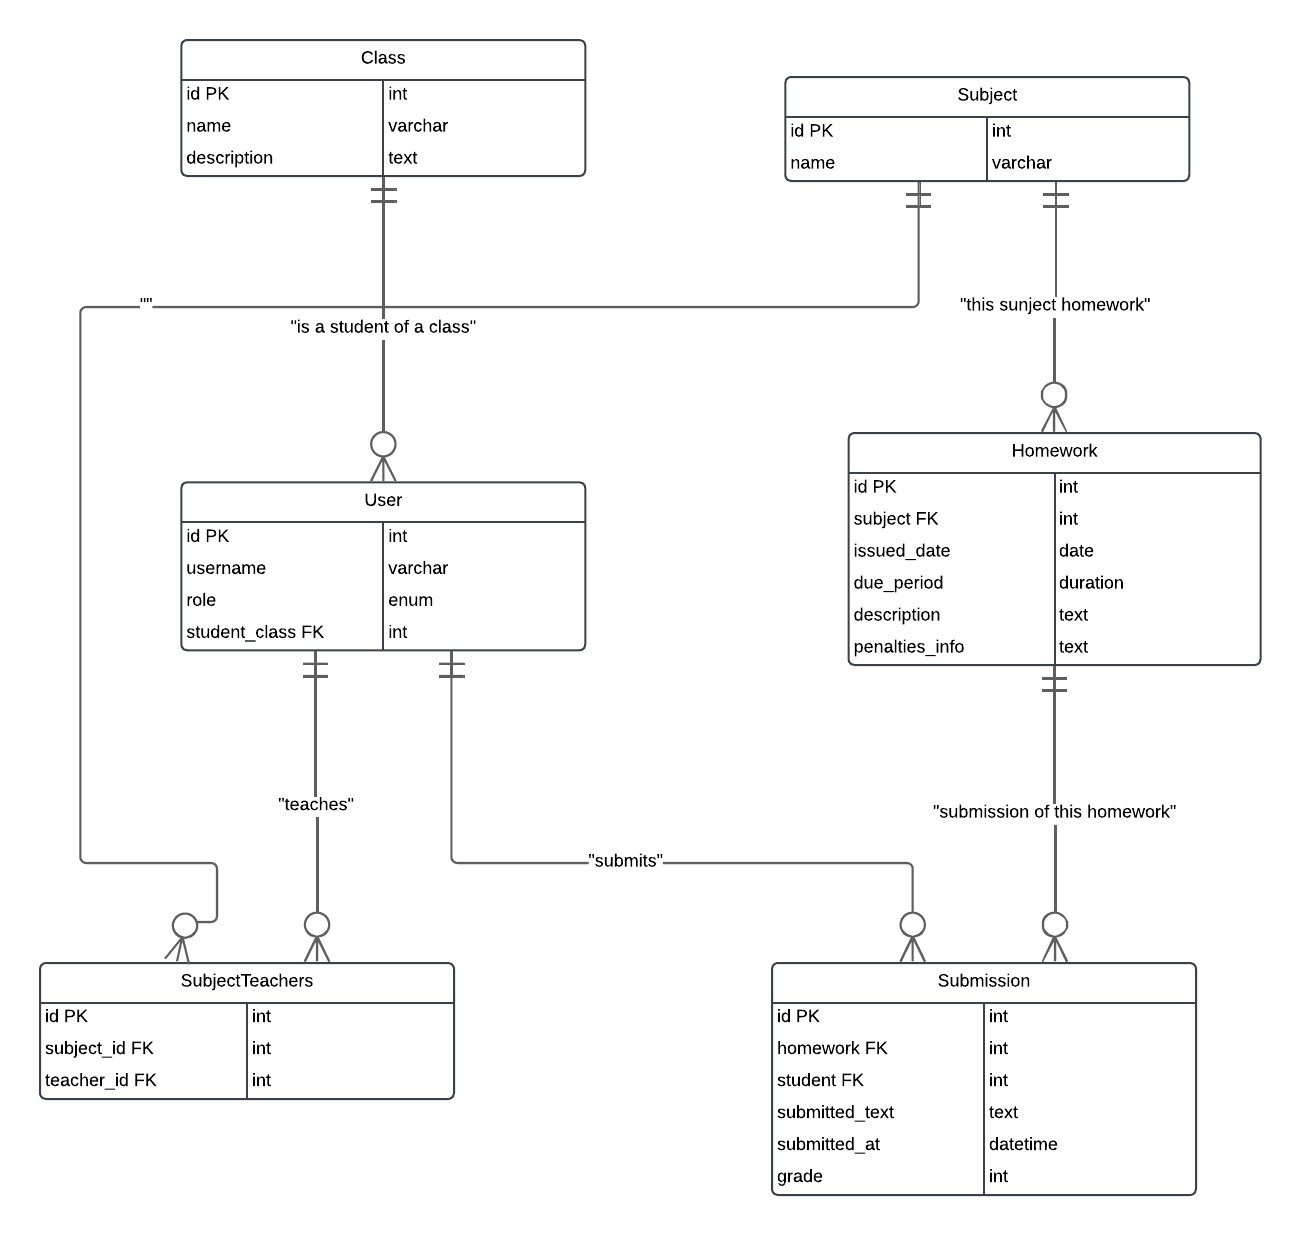 Class
id PK int
name varchar
description text
Subject
id PK int
name varchar
""
"is a student of a class"
"this sunject homework"
User
id PK int
username varchar
role enum
student_class FK int
Homework
id PK int
subject FK int
issued_date date
due_period duration
description text
penalties_info text
"teaches"
"submits"
"submission of this homework"
SubjectTeachers
id PK int
subject_id FK int
teacher_id FK int
Submission
id PK int
homework FK int
student FK int
submitted_text text
submitted_at datetime
grade int